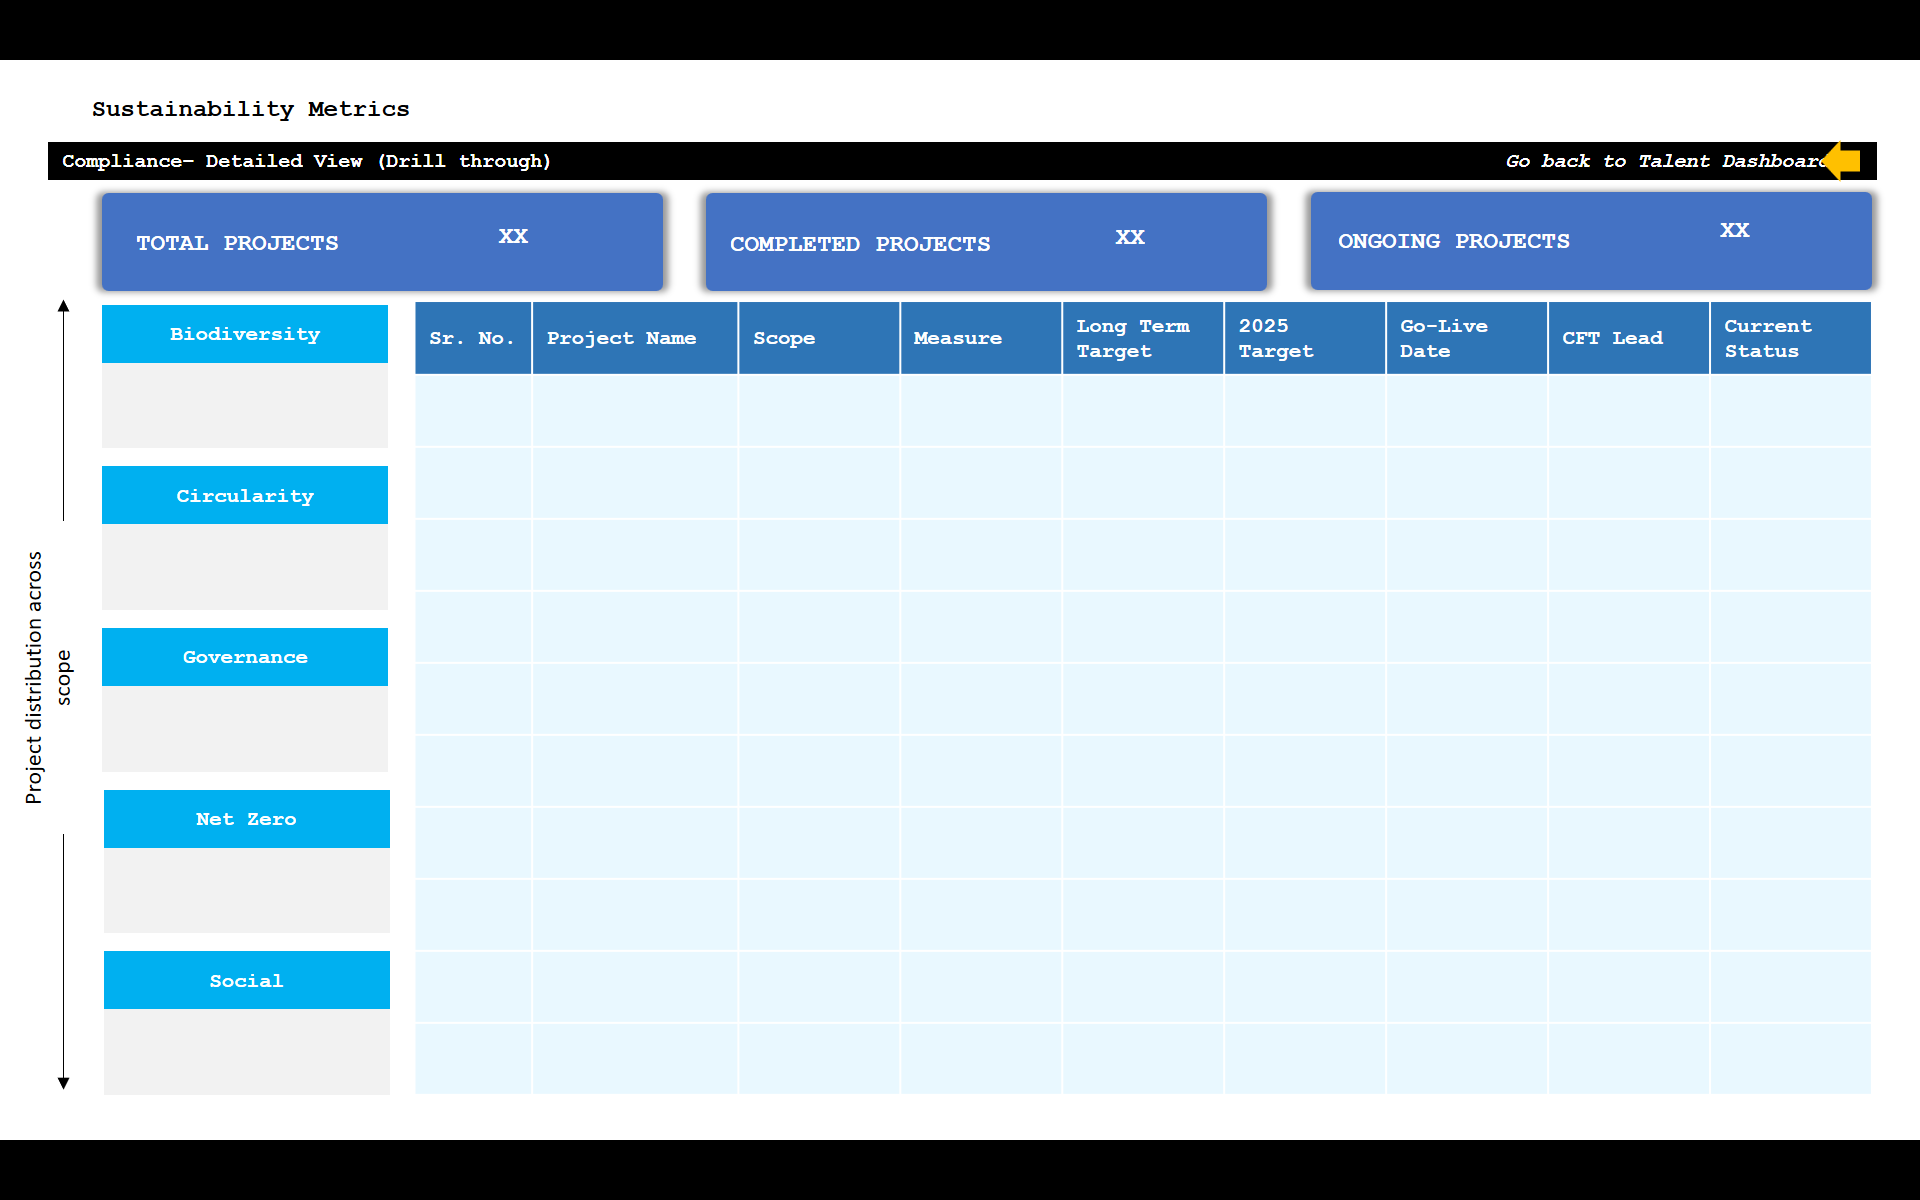 Sustainability Metrics
Compliance– Detailed View (Drill through)
Go back to Talent Dashboard
TOTAL PROJECTS
XX
COMPLETED PROJECTS
XX
ONGOING PROJECTS
XX
Project distribution across
scope
Biodiversity
Circularity
Governance
Net Zero
Social
Sr. No.
Project Name
Scope
Measure
Long Term
Target
2025
Target
Go-Live
Date
CFT Lead
Current
Status